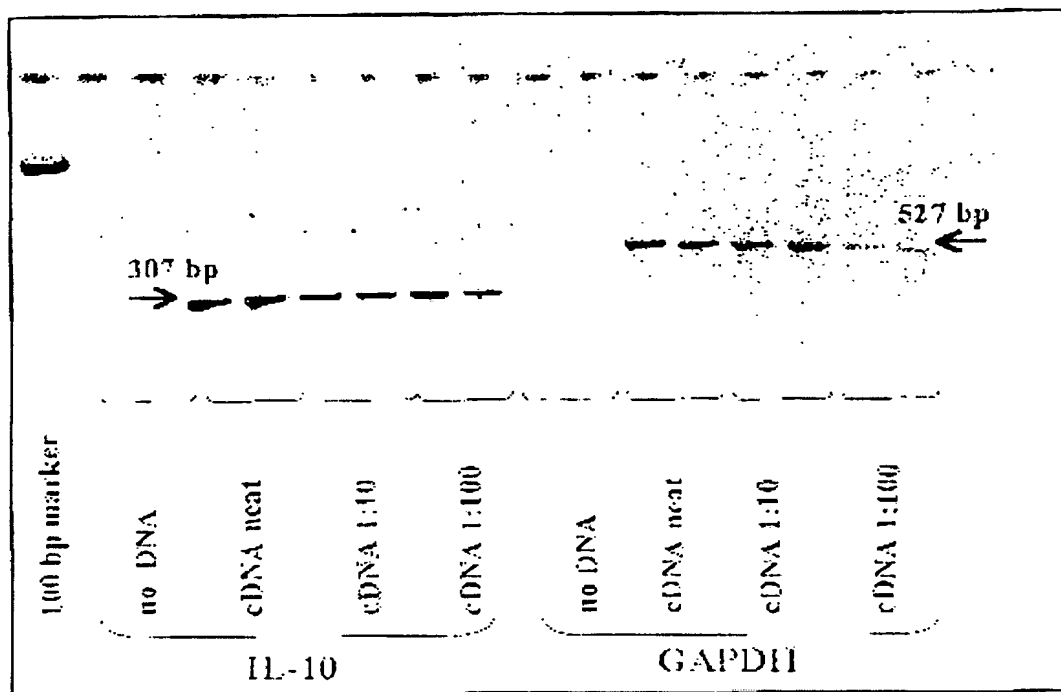 527 bp
307 bp
100 bp marker
no DNA
cDNA neat
cDNA 1:10
cDNA 1:100
no DNA
cDNA neat
cDNA 1:10
cDNA 1:100
IL-10
GAPDH